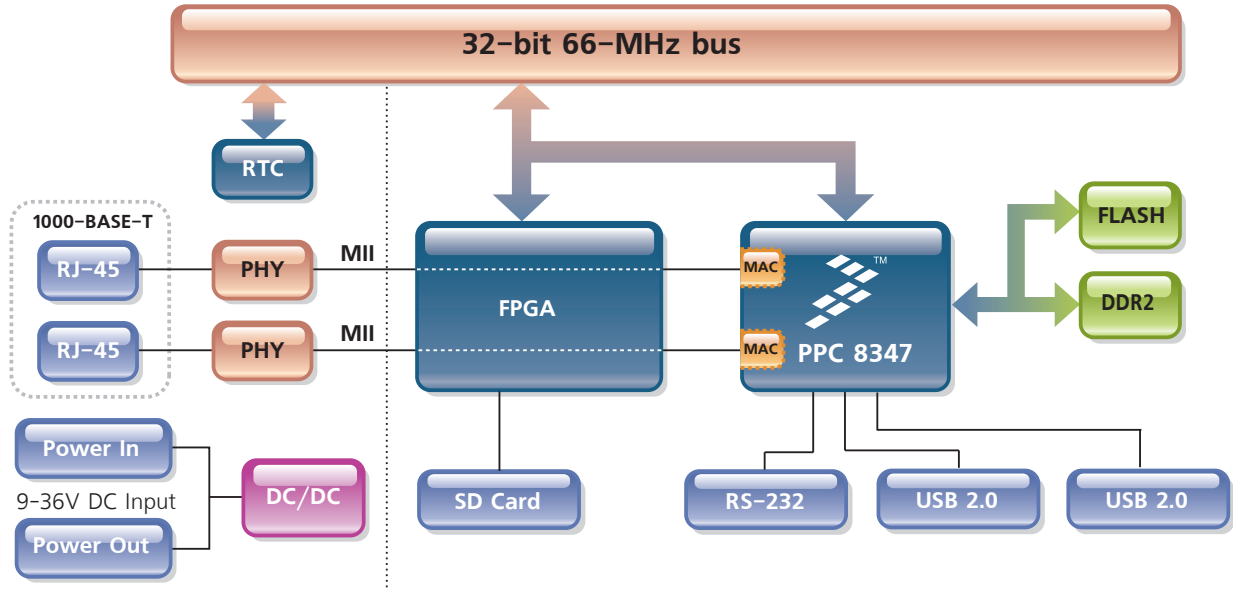 32-bit 66-MHz bus
RTC
1000-BASE-T
RJ-45
PHY
MII
RJ-45
PHY
MII
FPGA
MAC
MAC
™
PPC 8347
FLASH
DDR2
Power In
9-36V DC Input
Power Out
DC/DC
SD Card
RS-232
USB 2.0
USB 2.0